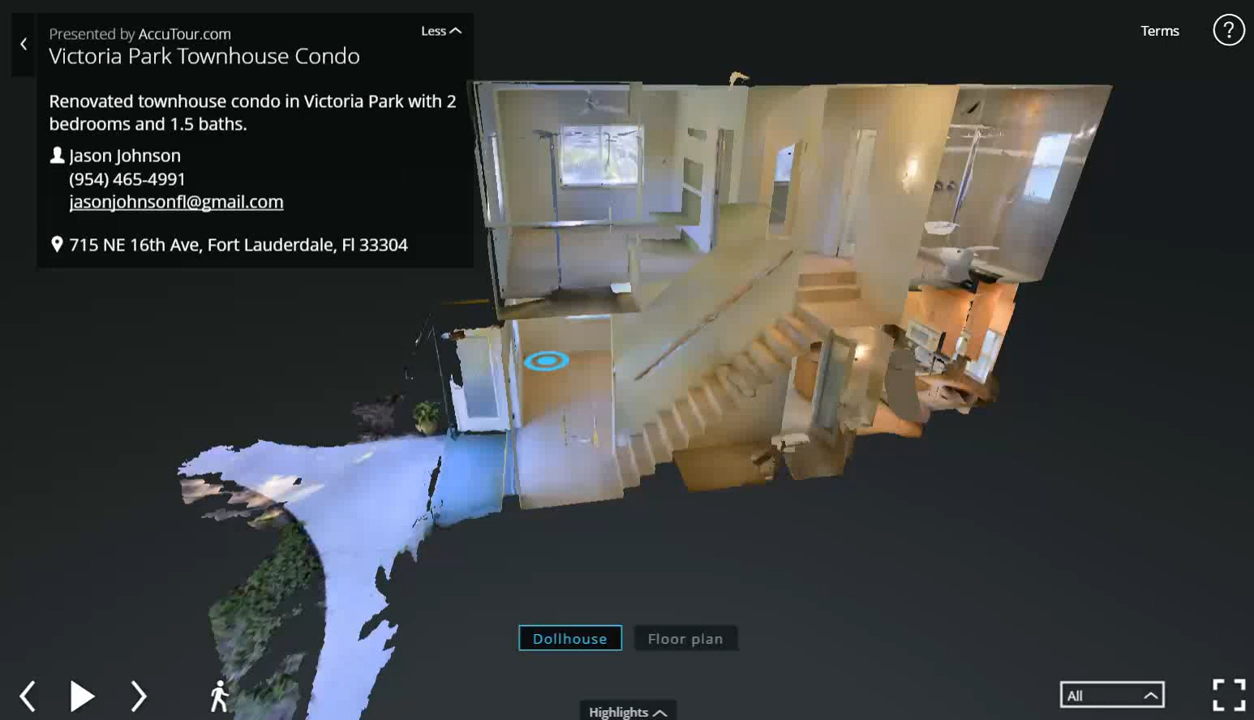 Presented by AccuTour.com
Less
Victoria Park Townhouse Condo
Renovated townhouse condo in Victoria Park with 2
bedrooms and 1.5 baths.
Jason Johnson
(954) 465-4991
jasonjohnsonfl@gmail.com
715 NE 16th Ave, Fort Lauderdale, Fl 33304
Terms
?
Dollhouse
Floor plan
Highlights
All